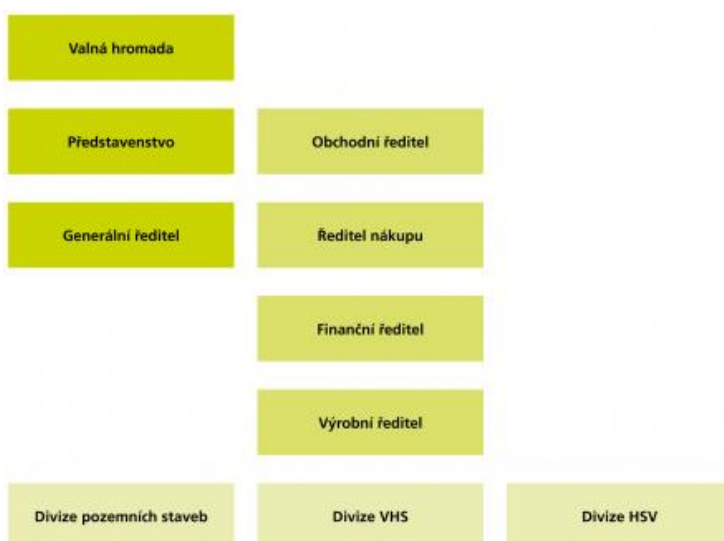 Valná hromada
Představenstvo
Obchodní ředitel
Generální ředitel
Ředitel nákupu
Finanční ředitel
Výrobní ředitel
Divize pozemních staveb
Divize VHS
Divize HSV